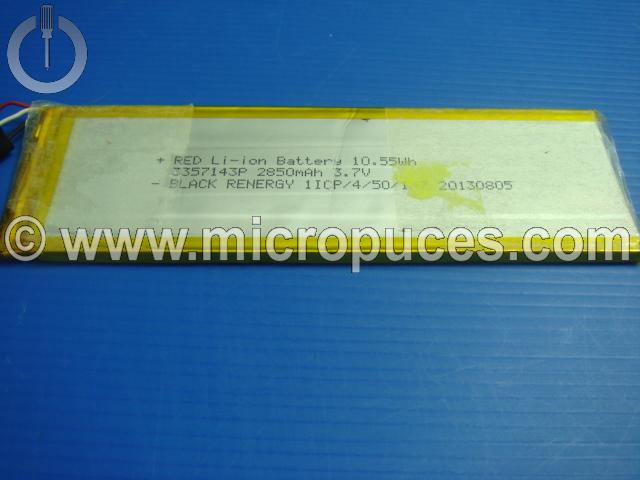 + RED Li-ion Battery 10.55Wh
3357143P 2850mAh 3.7V
- BLACK RENERGY 1ICP/4/50/ 20130805
© www.micropuces.com